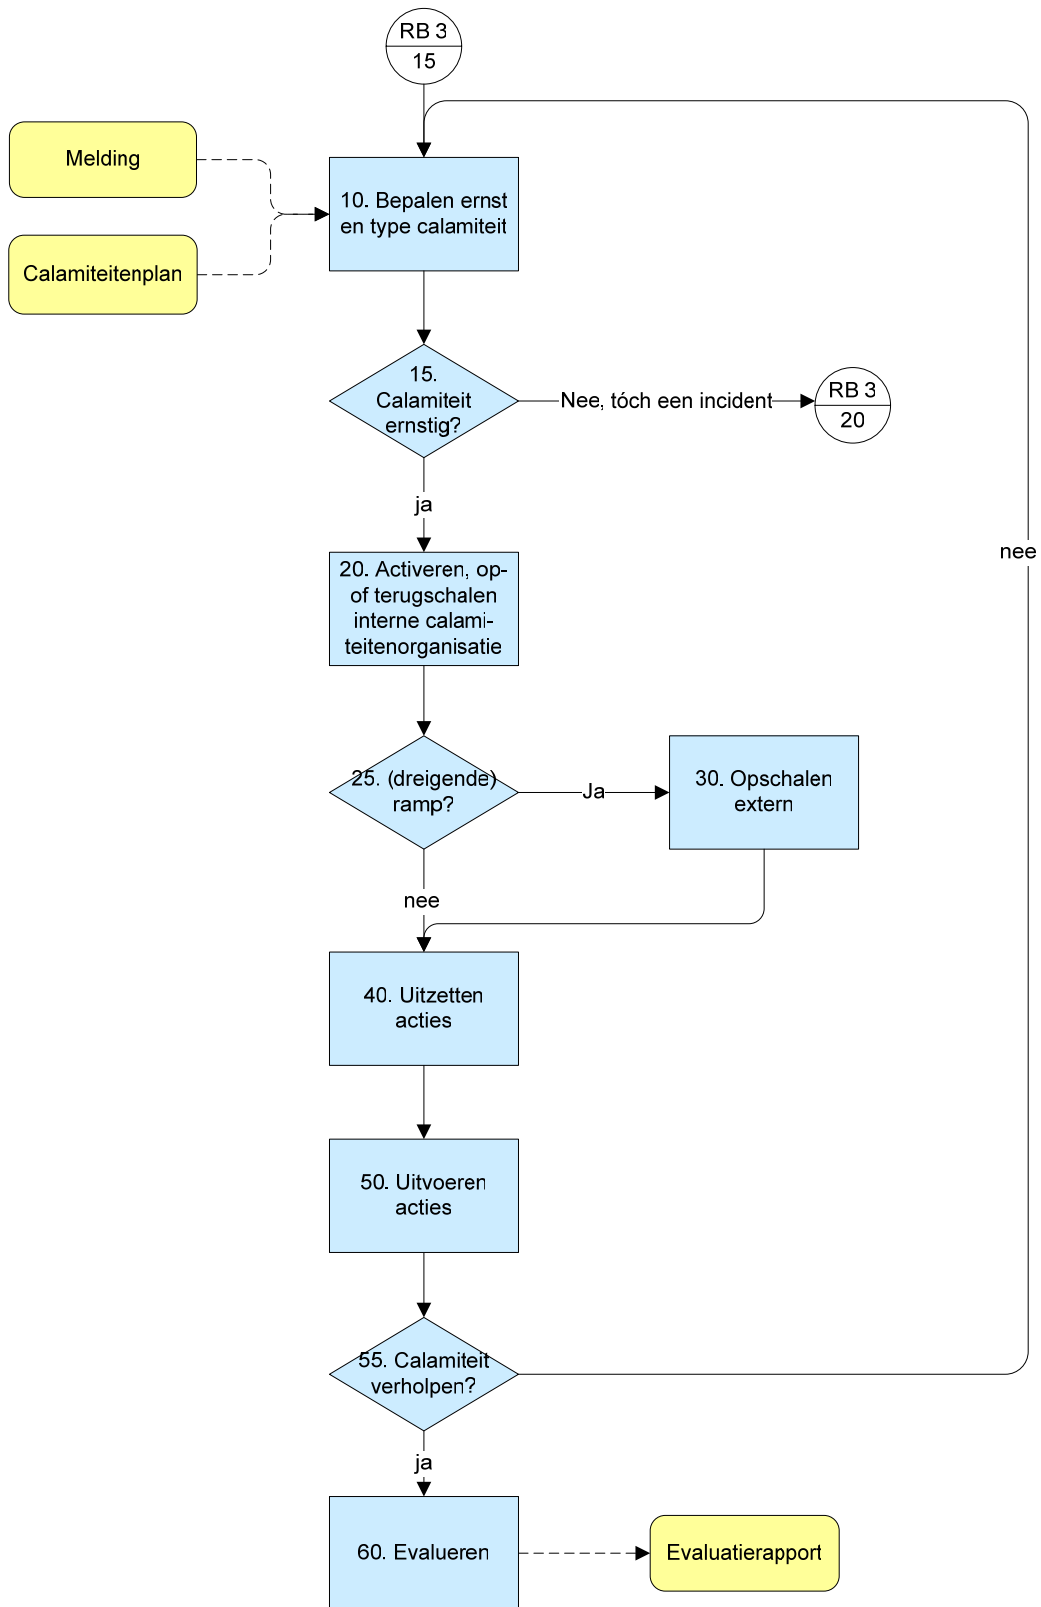 RB 3
15
Melding
10. Bepalen ernst
en type calamiteit
Calamiteitenplan
15.
Calamiteit
ernstig?
Nee, tóch een incident
RB 3
20
ja
nee
20. Activeren, op-
of terugschalen
interne calami-
teitenorganisatie
25. (dreigende)
ramp?
Ja
30. Opschalen
extern
nee
40. Uitzetten
acties
50. Uitvoeren
acties
55. Calamiteit
verholpen?
ja
60. Evalueren
Evaluatierapport